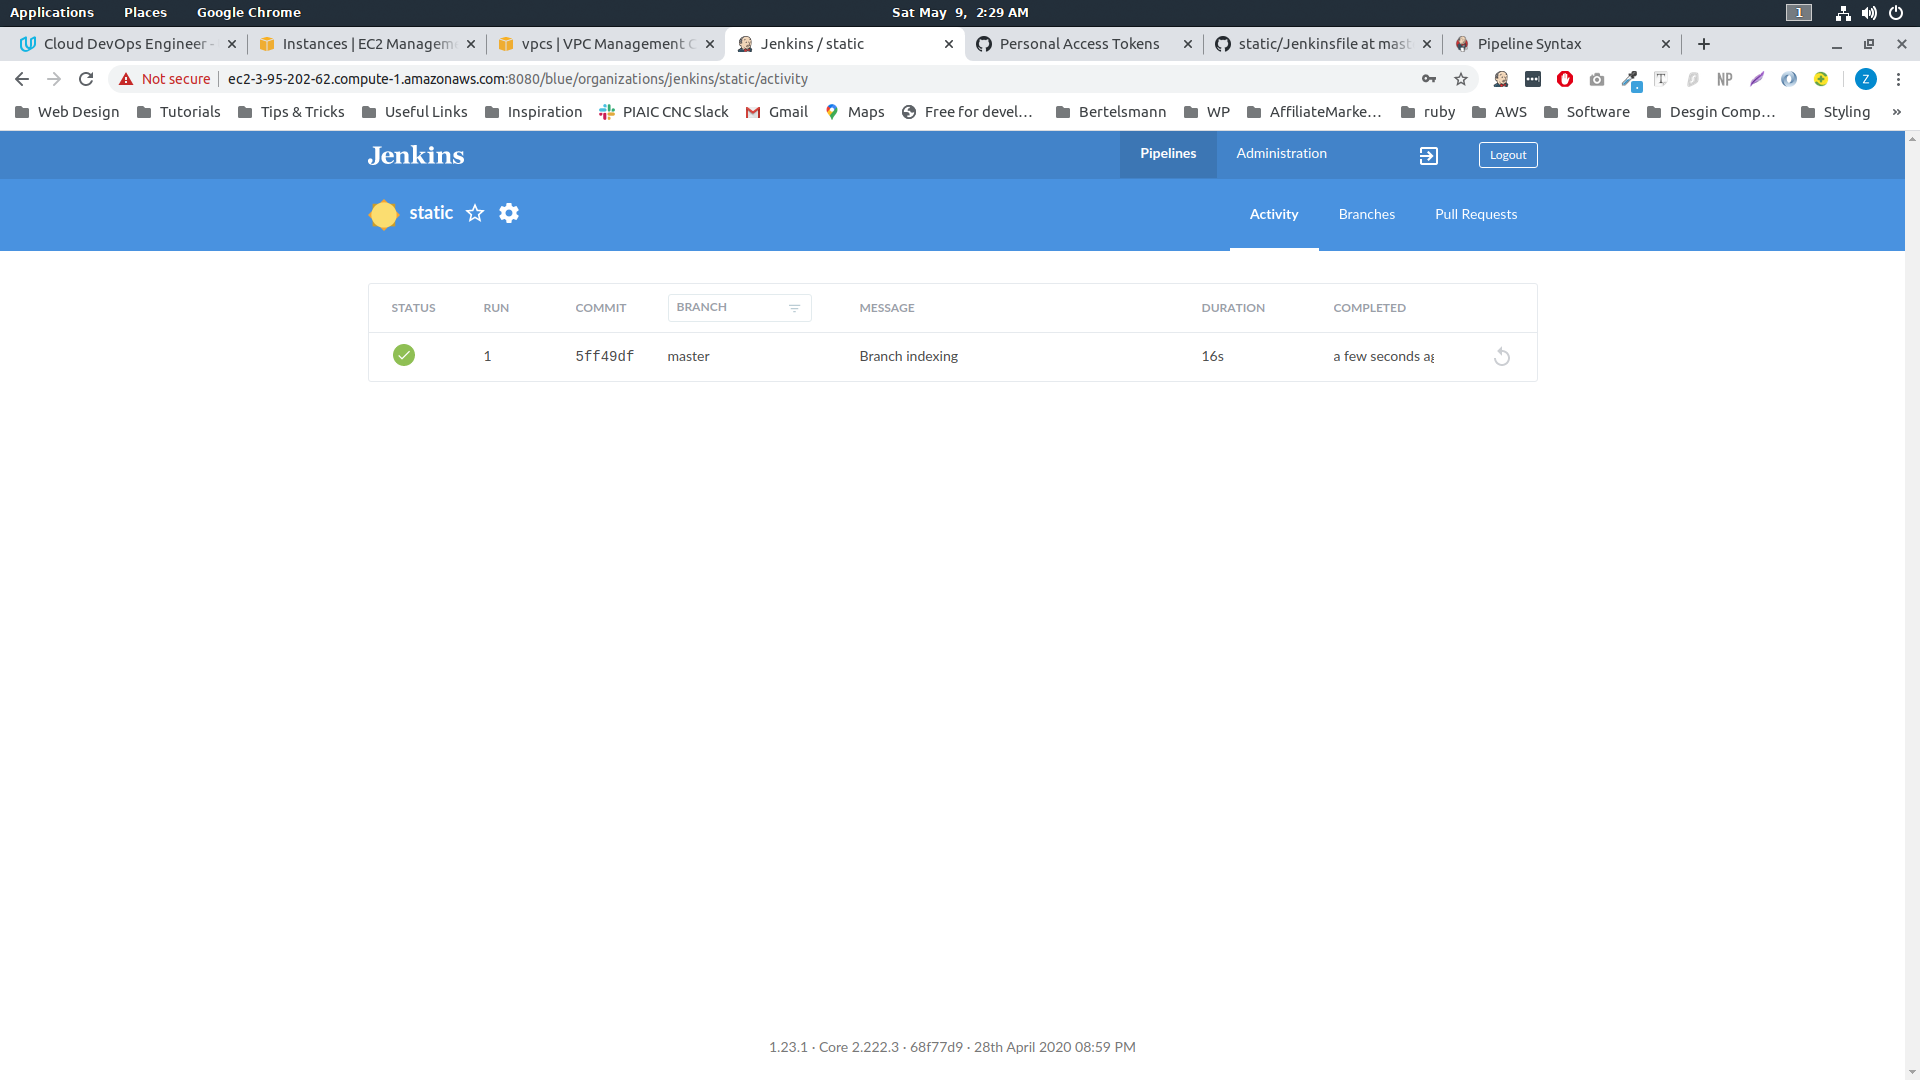 Applications Places Google Chrome Sat May 9, 2:29 AM 1
Cloud DevOps Engineer - Instances | EC2 Managem vpcs | VPC Management C Jenkins / static Personal Access Tokens static/Jenkinsfile at mast Pipeline Syntax
Not secure ec2-3-95-202-62.compute-1.amazonaws.com:8080/blue/organizations/jenkins/static/activity NP Z
Web Design Tutorials Tips & Tricks Useful Links Inspiration PIAIC CNC Slack Gmail Maps Free for devel... Bertelsmann WP AffiliateMarke... ruby AWS Software Desgin Comp... Styling »
Jenkins Pipelines Administration Logout
static Activity Branches Pull Requests
STATUS RUN COMMIT BRANCH MESSAGE DURATION COMPLETED
1 5ff49df master Branch indexing 16s a few seconds ag
1.23.1 · Core 2.222.3 · 68f77d9 · 28th April 2020 08:59 PM